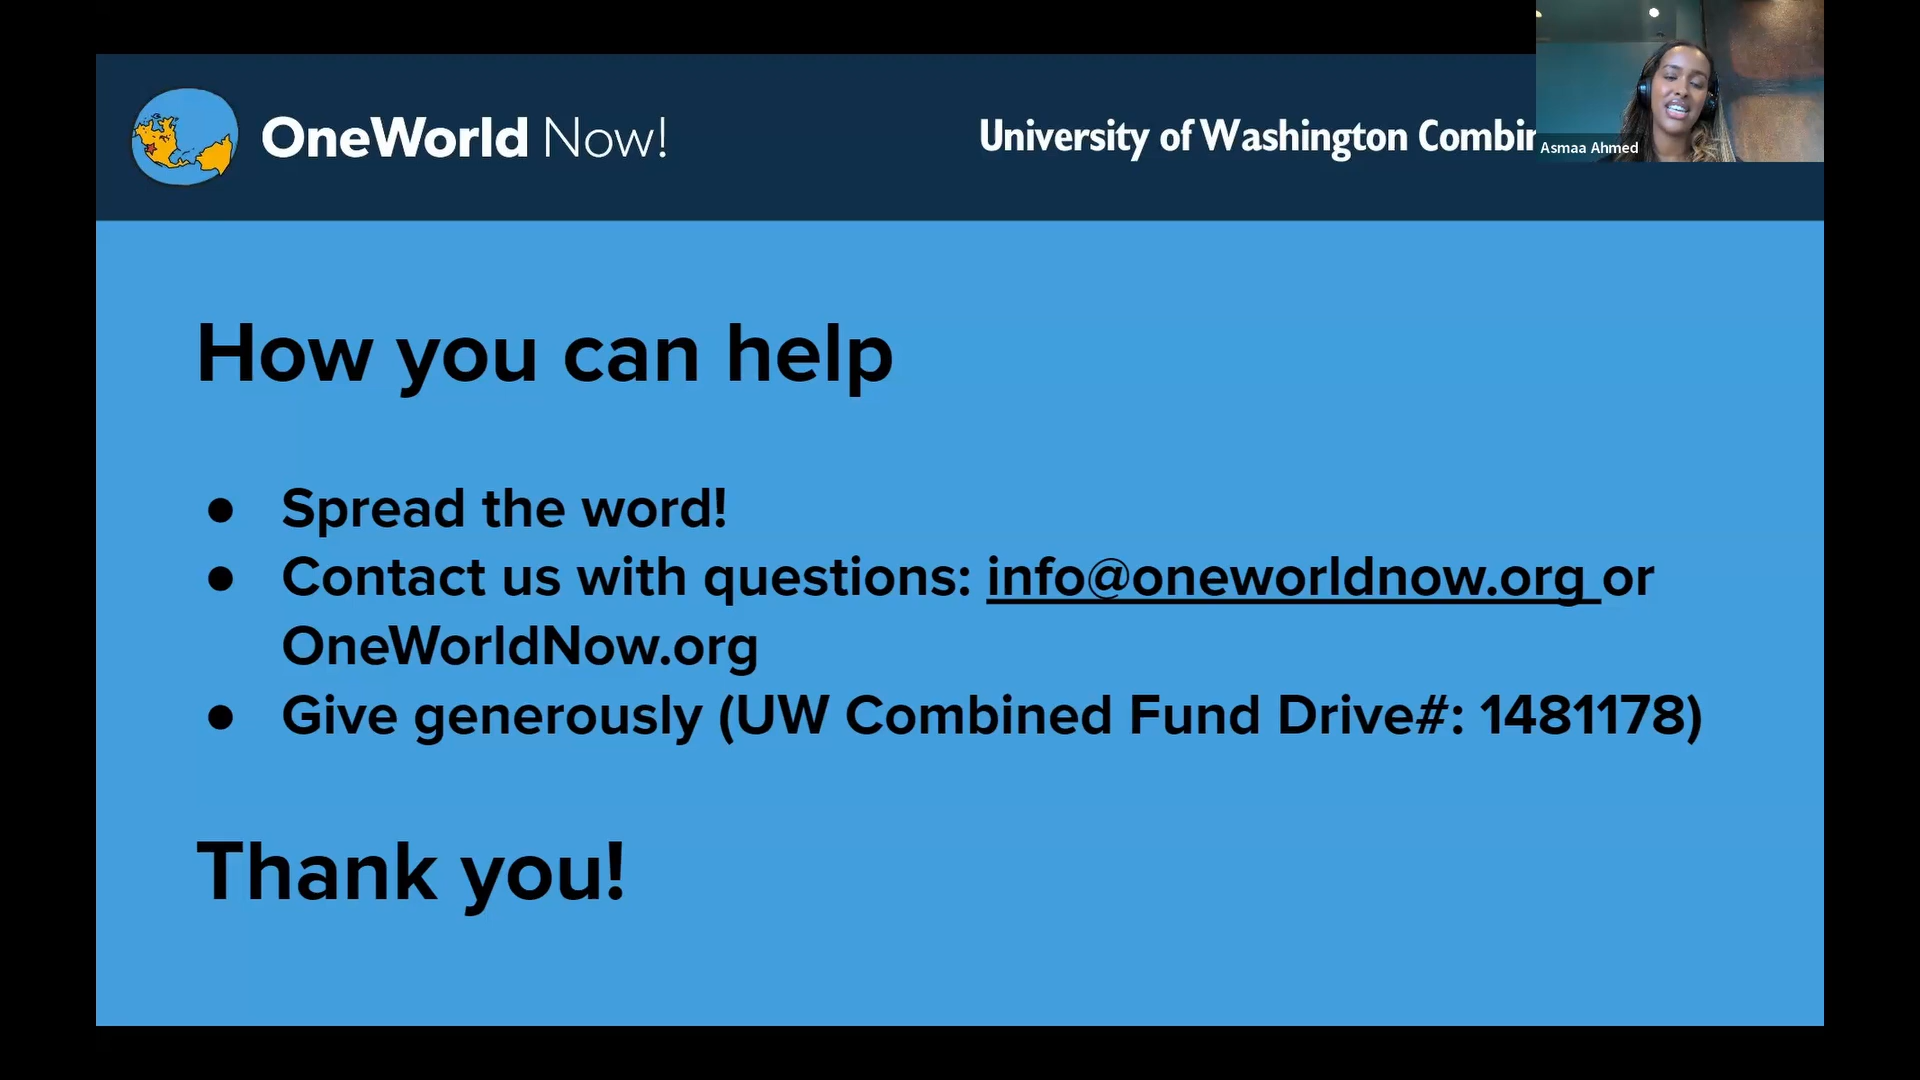 OneWorld Now!
University of Washington
Asmaa Ahmed
How you can help
● Spread the word!
● Contact us with questions: info@oneworldnow.org or
OneWorldNow.org
● Give generously (UW Combined Fund Drive#: 1481178)
Thank you!